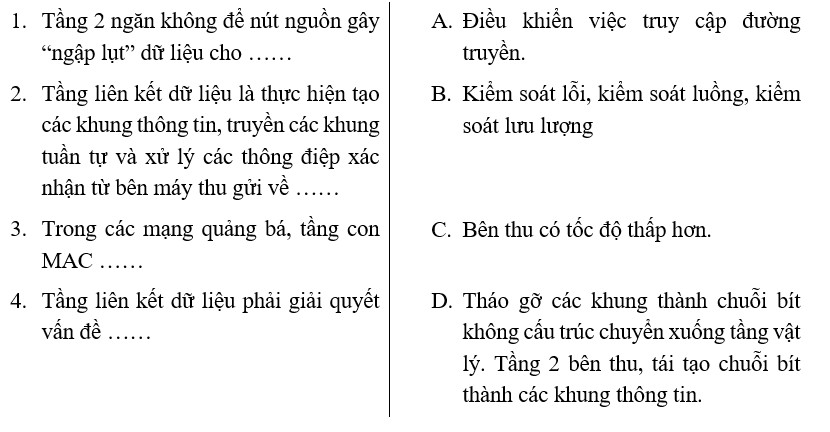 1. Tầng 2 ngăn không để nút nguồn gây
“ngập lụt” dữ liệu cho ……
2. Tầng liên kết dữ liệu là thực hiện tạo
các khung thông tin, truyền các khung
tuần tự và xử lý các thông điệp xác
nhận từ bên máy thu gửi về ……
3. Trong các mạng quảng bá, tầng con
MAC ……
4. Tầng liên kết dữ liệu phải giải quyết
vấn đề ……
A. Điều khiển việc truy cập đường
truyền.
B. Kiểm soát lỗi, kiểm soát luồng, kiểm
soát lưu lượng
C. Bên thu có tốc độ thấp hơn.
D. Tháo gỡ các khung thành chuỗi bít
không cấu trúc chuyển xuống tầng vật
lý. Tầng 2 bên thu, tái tạo chuỗi bít
thành các khung thông tin.